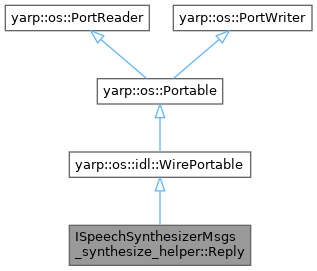 yarp::os::PortReader
yarp::os::PortWriter
yarp::os::Portable
yarp::os::idl::WirePortable
ISpeechSynthesizerMsgs
_synthesize_helper::Reply